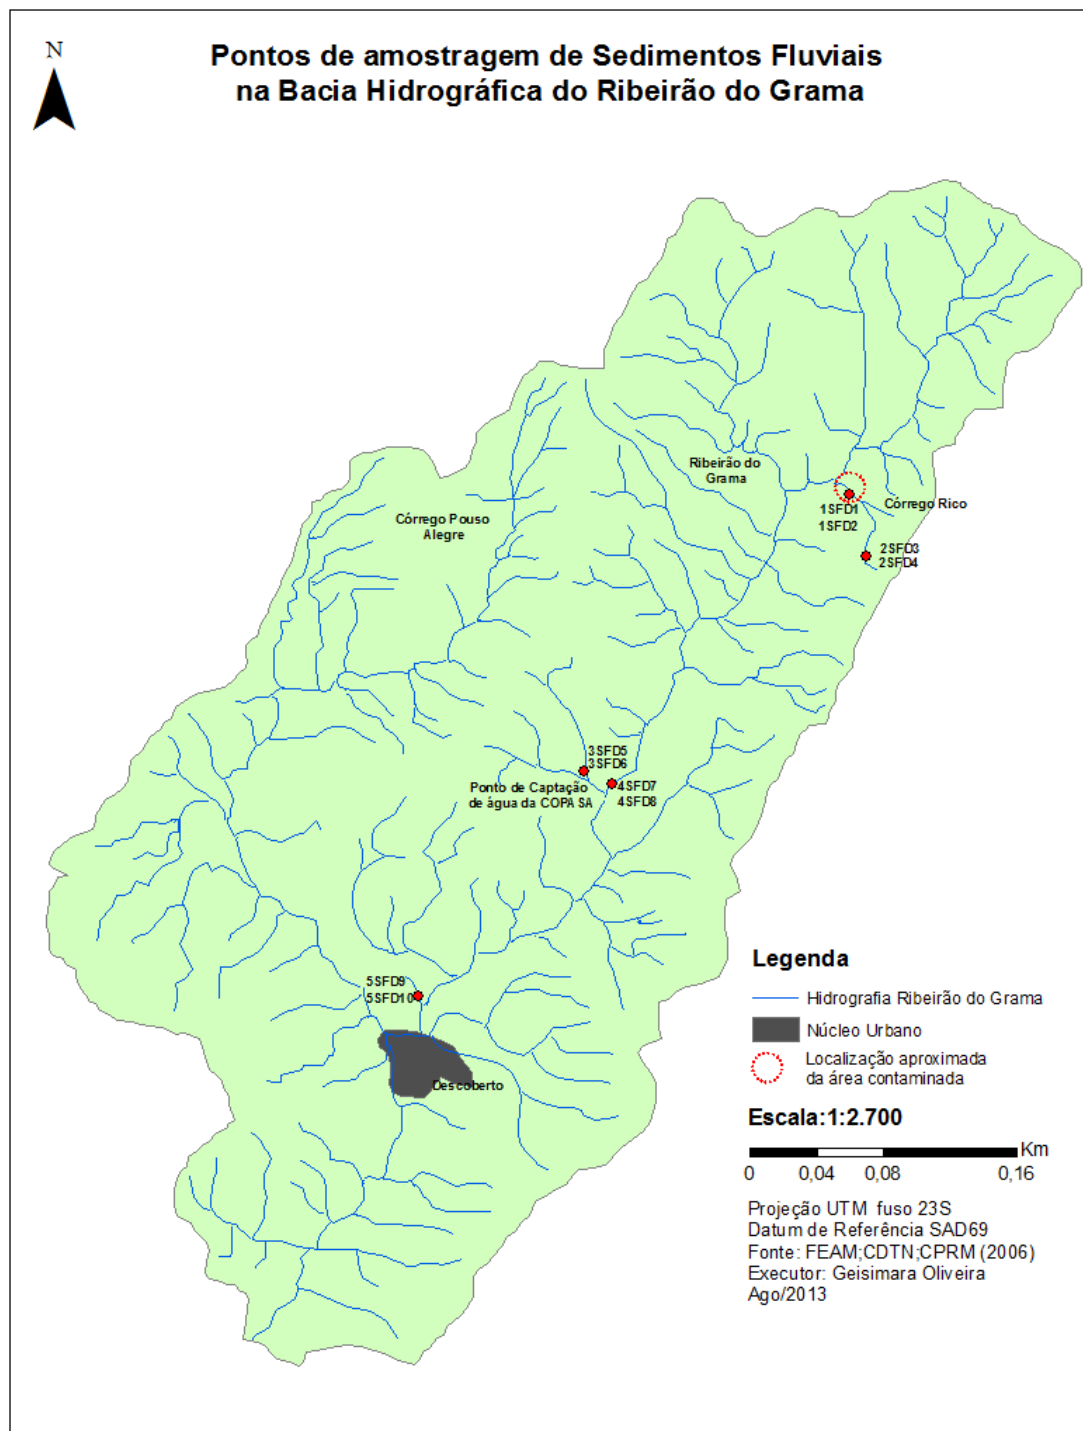 N
Pontos de amostragem de Sedimentos Fluviais
na Bacia Hidrográfica do Ribeirão do Grama
Ribeirão do
Grama
Córrego Rico
1SFD1
1SFD2
Córrego Pouso
Alegre
2SFD3
2SFD4
3SFD5
3SFD6
Ponto de Captação
de água da COPASA
4SFD7
4SFD8
5SFD9
5SFD10
Descoberto
Legenda
Hidrografia Ribeirão do Grama
Núcleo Urbano
Localização aproximada
da área contaminada
Escala:1:2.700
Km
0 0,04 0,08 0,16
Projeção UTM fuso 23S
Datum de Referência SAD69
Fonte: FEAM;CDTN;CPRM (2006)
Executor: Geisimara Oliveira
Ago/2013